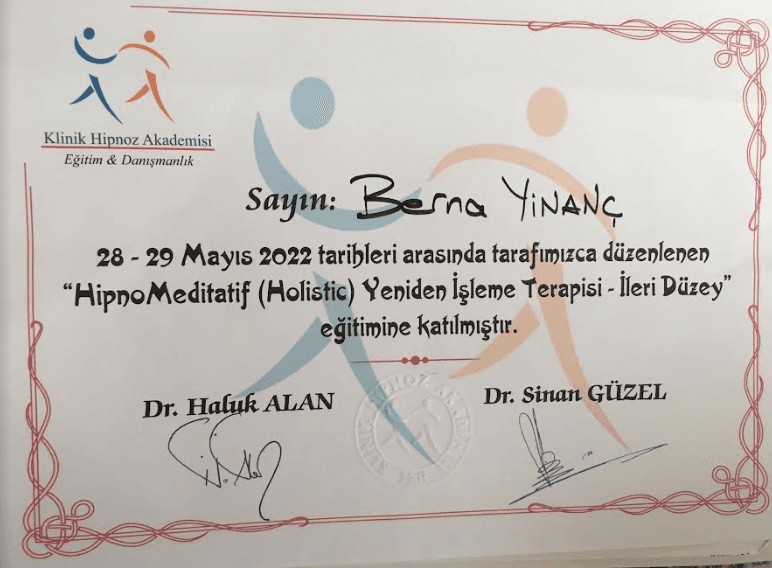 Klinik Hipnoz Akademisi
Eğitim & Danışmanlık
Sayın: Berna YİNANÇ
28 - 29 Mayıs 2022 tarihleri arasında tarafımızca düzenlenen
“HipnoMeditatif (Holistic) Yeniden İşleme Terapisi - İleri Düzey”
eğitimine katılmıştır.
Dr. Haluk ALAN
Dr. Sinan GÜZEL